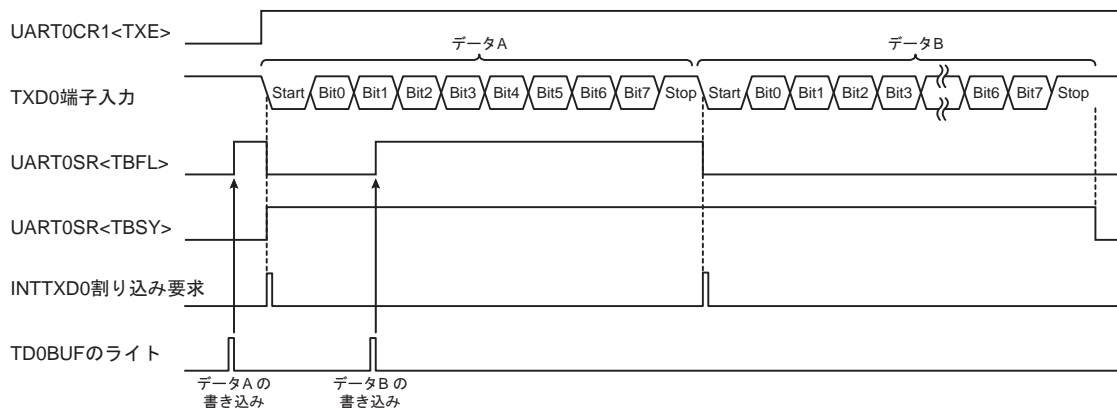 UART0CR1<TXE>
データA
データB
TXD0端子入力
Start Bit0 Bit1 Bit2 Bit3 Bit4 Bit5 Bit6 Bit7 Stop Start Bit0 Bit1 Bit2 Bit3 Bit6 Bit7 Stop
UART0SR<TBFL>
UART0SR<TBSY>
INTTXD0割り込み要求
TD0BUFのライト
データA の
書き込み
データB の
書き込み